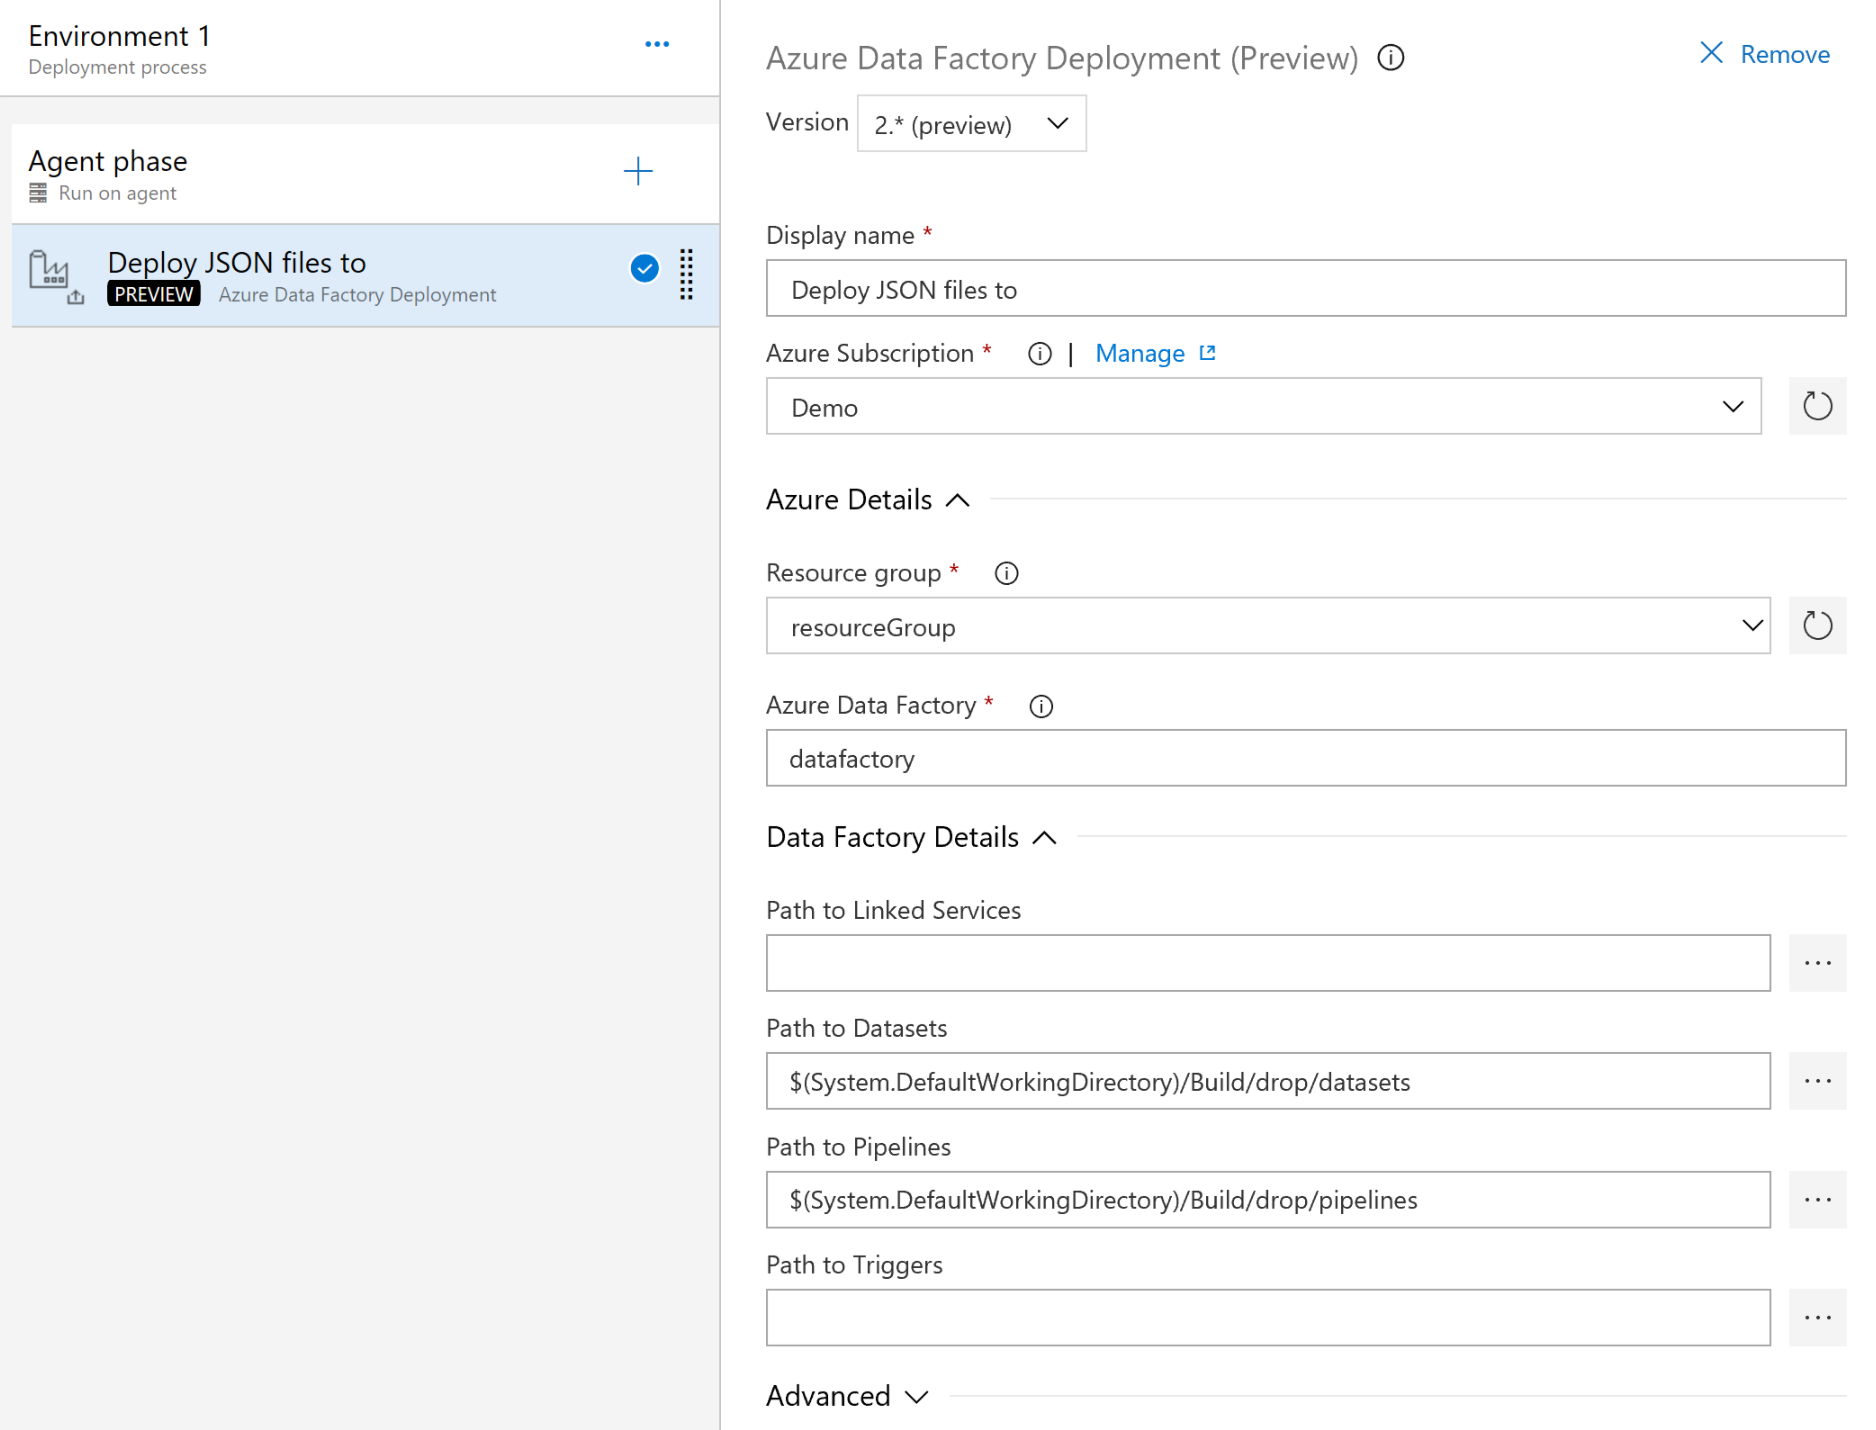 Environment 1
Deployment process
Agent phase
Run on agent
Deploy JSON files to
PREVIEW Azure Data Factory Deployment
Azure Data Factory Deployment (Preview)
Remove
Version 2.* (preview)
Display name *
Deploy JSON files to
Azure Subscription * | Manage
Demo
Azure Details
Resource group *
resourceGroup
Azure Data Factory *
datafactory
Data Factory Details
Path to Linked Services
Path to Datasets
$(System.DefaultWorkingDirectory)/Build/drop/datasets
Path to Pipelines
$(System.DefaultWorkingDirectory)/Build/drop/pipelines
Path to Triggers
Advanced